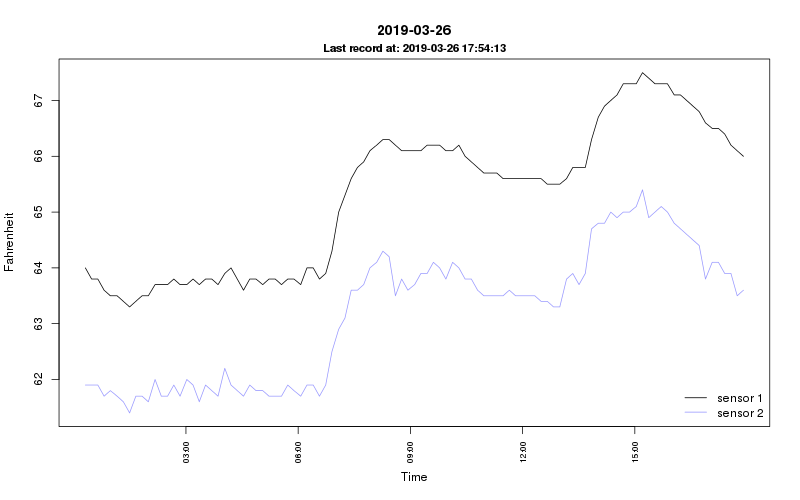 2019-03-26
Last record at: 2019-03-26 17:54:13
Fahrenheit
67
66
65
64
63
62
sensor 1
sensor 2
03:00
06:00
09:00
12:00
15:00
Time